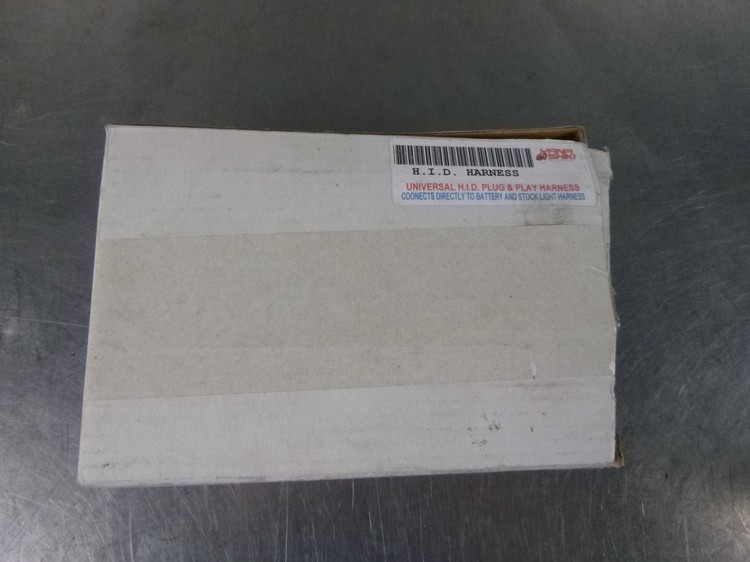 H.I.D. HARNESS
UNIVERSAL H.I.D. PLUG & PLAY HARNESS
COONECTS DIRECTLY TO BATTERY AND STOCK LIGHT HARNESS